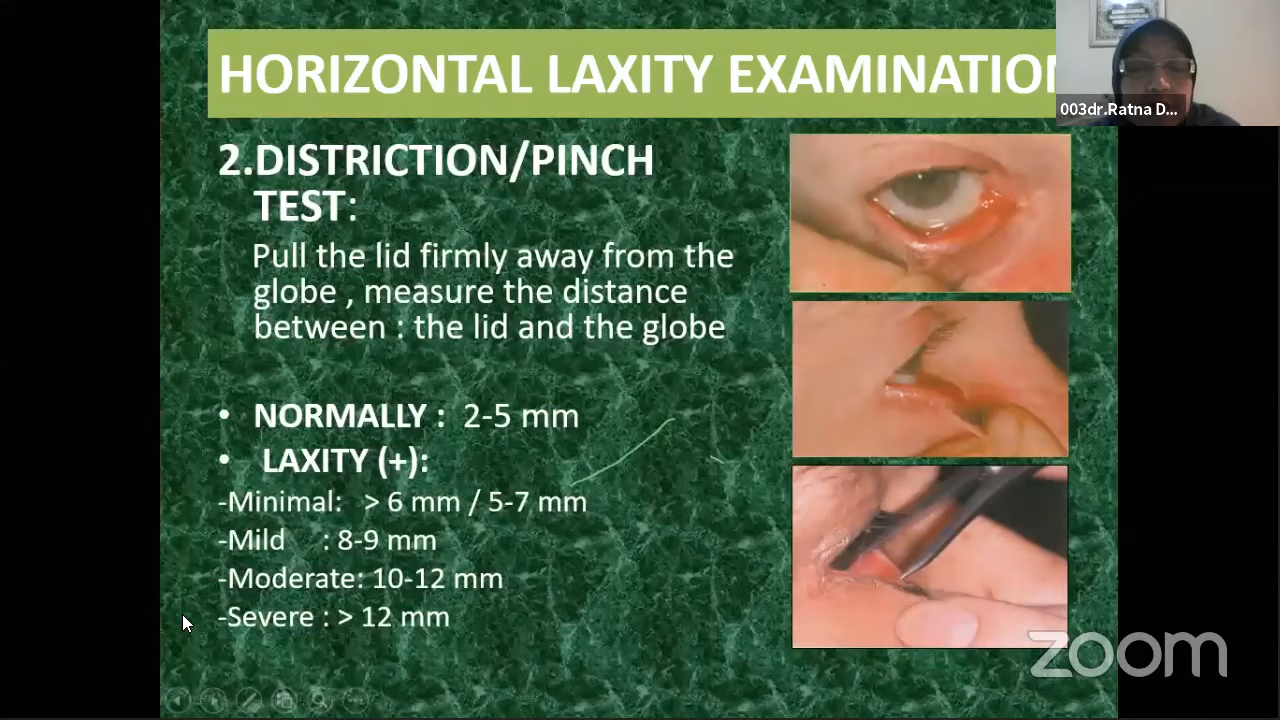 HORIZONTAL LAXITY EXAMINATION
003dr.Ratna D...
2.DISTRICTION/PINCH
TEST:
Pull the lid firmly away from the
globe , measure the distance
between : the lid and the globe
• NORMALLY : 2-5 mm
• LAXITY (+):
-Minimal: > 6 mm / 5-7 mm
-Mild : 8-9 mm
-Moderate: 10-12 mm
-Severe : > 12 mm
zoom